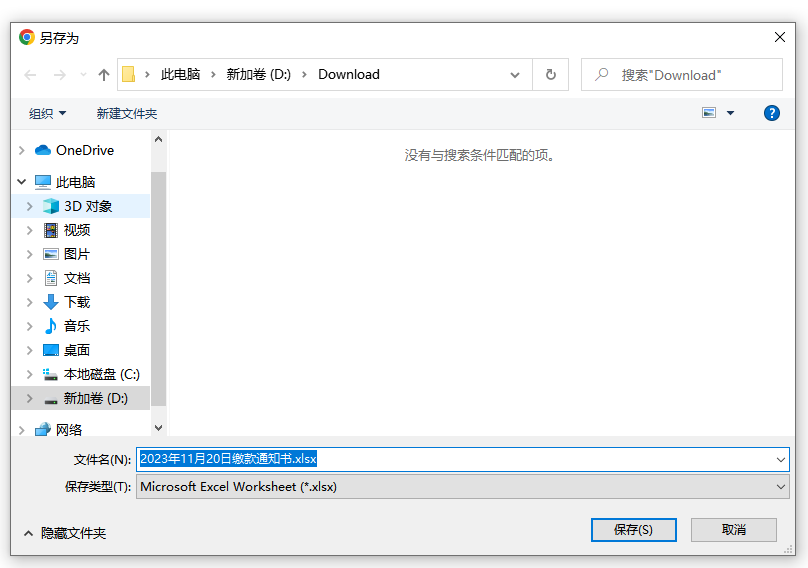 另存为
此电脑 新加卷 (D:) Download
搜索"Download"
组织
新建文件夹
?
没有与搜索条件匹配的项。
OneDrive
此电脑
3D 对象
视频
图片
文档
下载
音乐
桌面
本地磁盘 (C:)
新加卷 (D:)
网络
文件名(N): 2023年11月20日缴款通知书.xlsx
保存类型(T): Microsoft Excel Worksheet (*.xlsx)
隐藏文件夹
保存(S)
取消